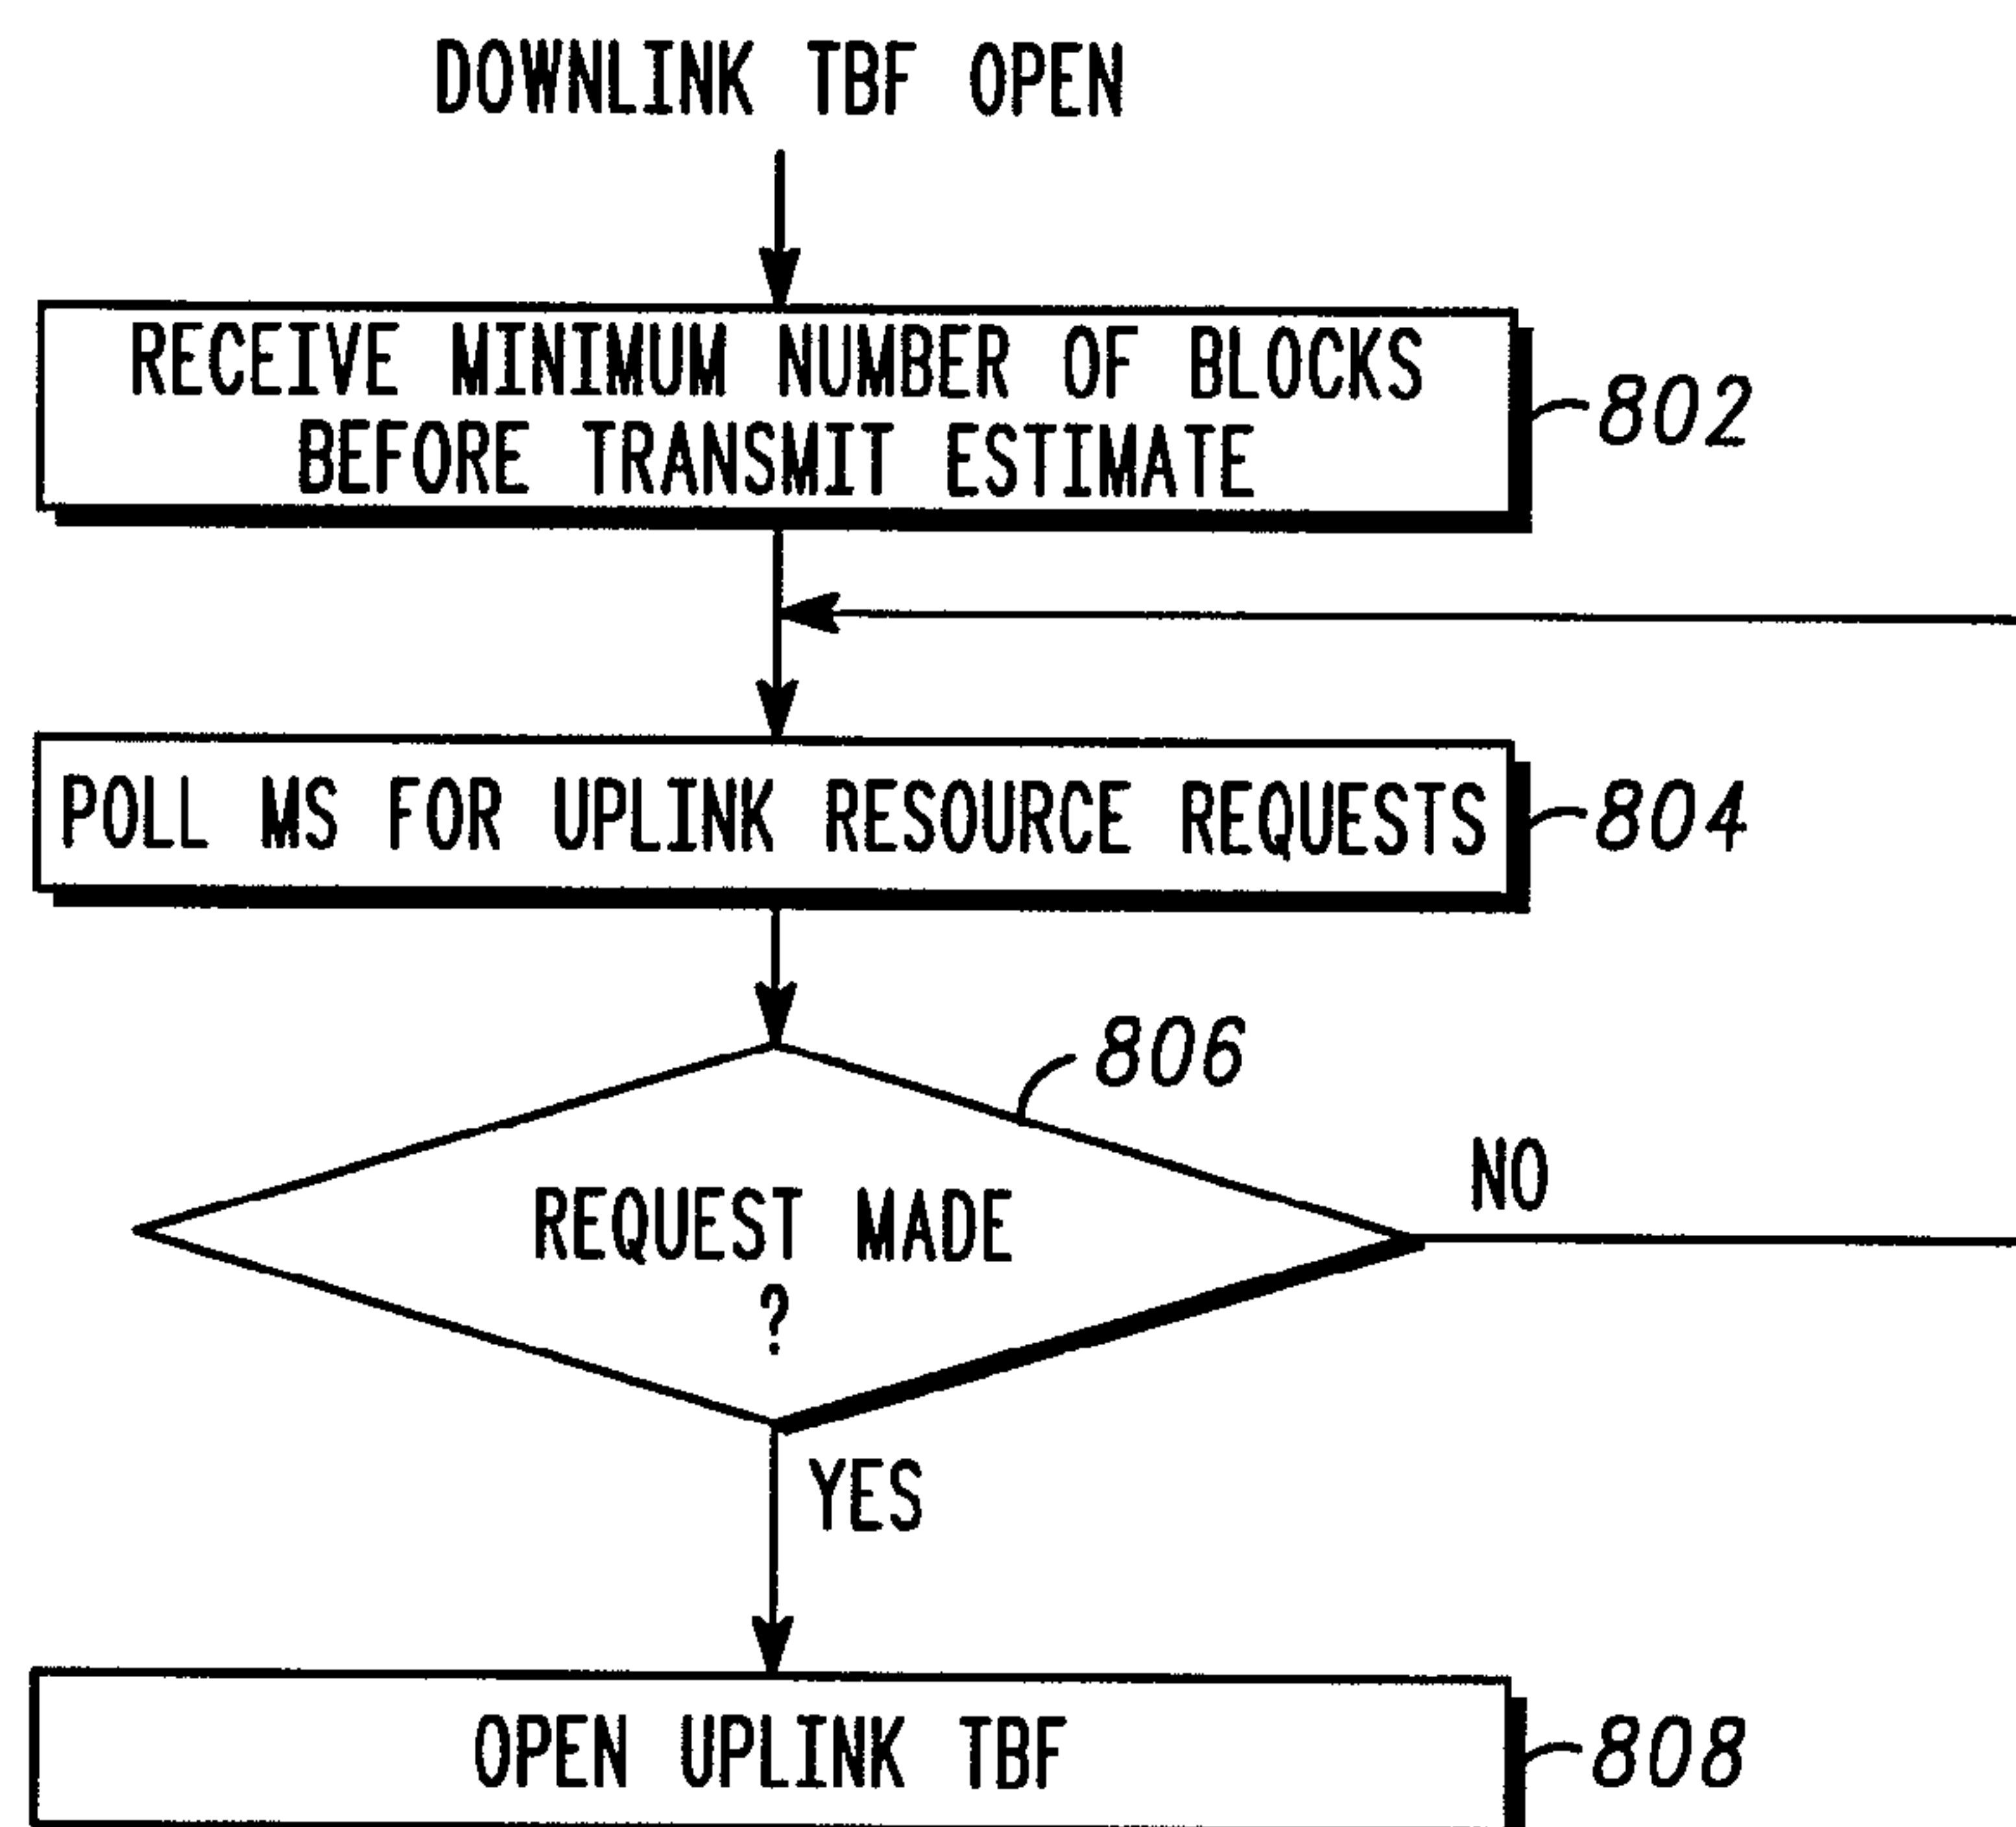 DOWNLINK TBF OPEN
RECEIVE MINIMUM NUMBER OF BLOCKS
BEFORE TRANSMIT ESTIMATE
802
POLL MS FOR UPLINK RESOURCE REQUESTS
804
806
REQUEST MADE
?
NO
YES
OPEN UPLINK TBF
808